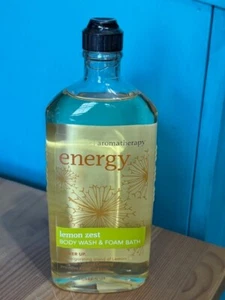 aromatherapy
energy
lemon zest
BODY WASH & FOAM BATH